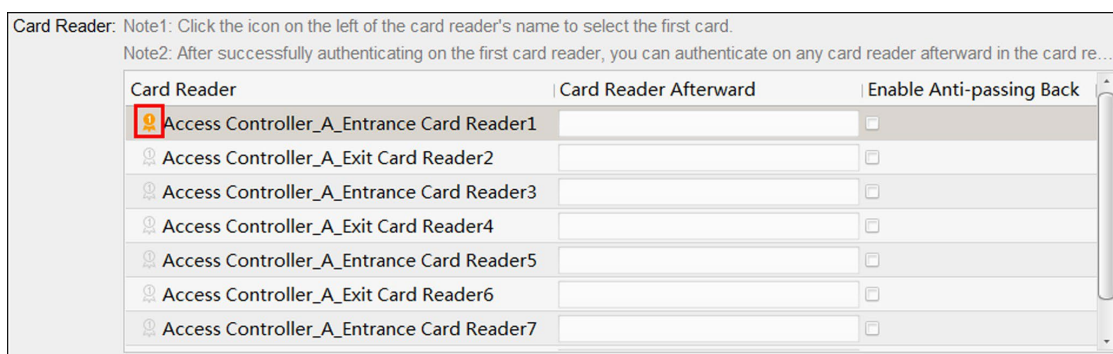 Card Reader: Note1: Click the icon on the left of the card reader's name to select the first card.
Note2: After successfully authenticating on the first card reader, you can authenticate on any card reader afterward in the card re...
Card Reader Card Reader Afterward Enable Anti-passing Back
Access Controller_A_Entrance Card Reader1
Access Controller_A_Exit Card Reader2
Access Controller_A_Entrance Card Reader3
Access Controller_A_Exit Card Reader4
Access Controller_A_Entrance Card Reader5
Access Controller_A_Exit Card Reader6
Access Controller_A_Entrance Card Reader7